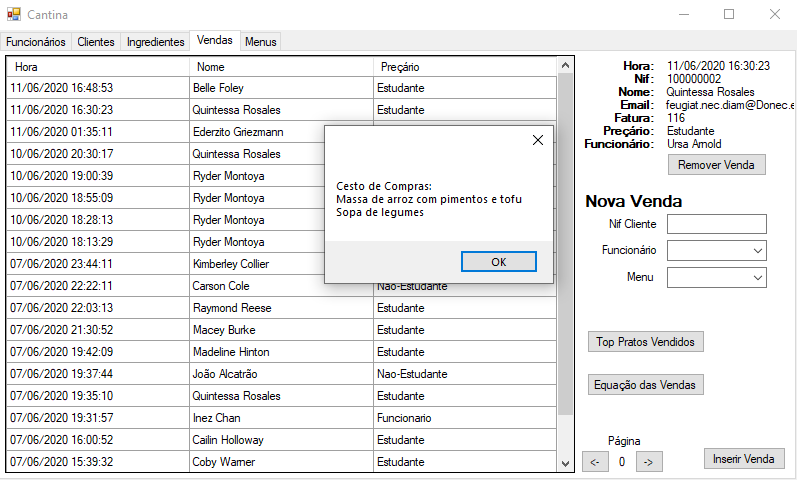 Cantina
Funcionários Clientes Ingredientes Vendas Menus
Hora Nome Preçário
11/06/2020 16:48:53 Belle Foley Estudante
11/06/2020 16:30:23 Quintessa Rosales Estudante
11/06/2020 01:35:11 Ederzito Griezmann
10/06/2020 20:30:17 Quintessa Rosales
10/06/2020 19:00:39 Ryder Montoya
10/06/2020 18:55:09 Ryder Montoya
10/06/2020 18:28:13 Ryder Montoya
10/06/2020 18:13:29 Ryder Montoya
07/06/2020 23:44:11 Kimberley Collier
07/06/2020 22:22:11 Carson Cole Nao-Estudante
07/06/2020 22:03:13 Raymond Reese Estudante
07/06/2020 21:30:52 Macey Burke Estudante
07/06/2020 19:42:09 Madeline Hinton Estudante
07/06/2020 19:37:44 João Alcatrão Nao-Estudante
07/06/2020 19:35:10 Quintessa Rosales Estudante
07/06/2020 19:31:57 Inez Chan Funcionario
07/06/2020 16:00:52 Cailin Holloway Estudante
07/06/2020 15:39:32 Coby Warner Estudante
Cesto de Compras:
Massa de arroz com pimentos e tofu
Sopa de legumes
OK
Hora: 11/06/2020 16:30:23
Nif: 100000002
Nome: Quintessa Rosales
Email: feugiat.nec.diam@Donec.e
Fatura: 116
Preçário: Estudante
Funcionário: Ursa Arnold
Remover Venda
Nova Venda
Nif Cliente
Funcionário
Menu
Top Pratos Vendidos
Equação das Vendas
Página
<- 0 ->
Inserir Venda